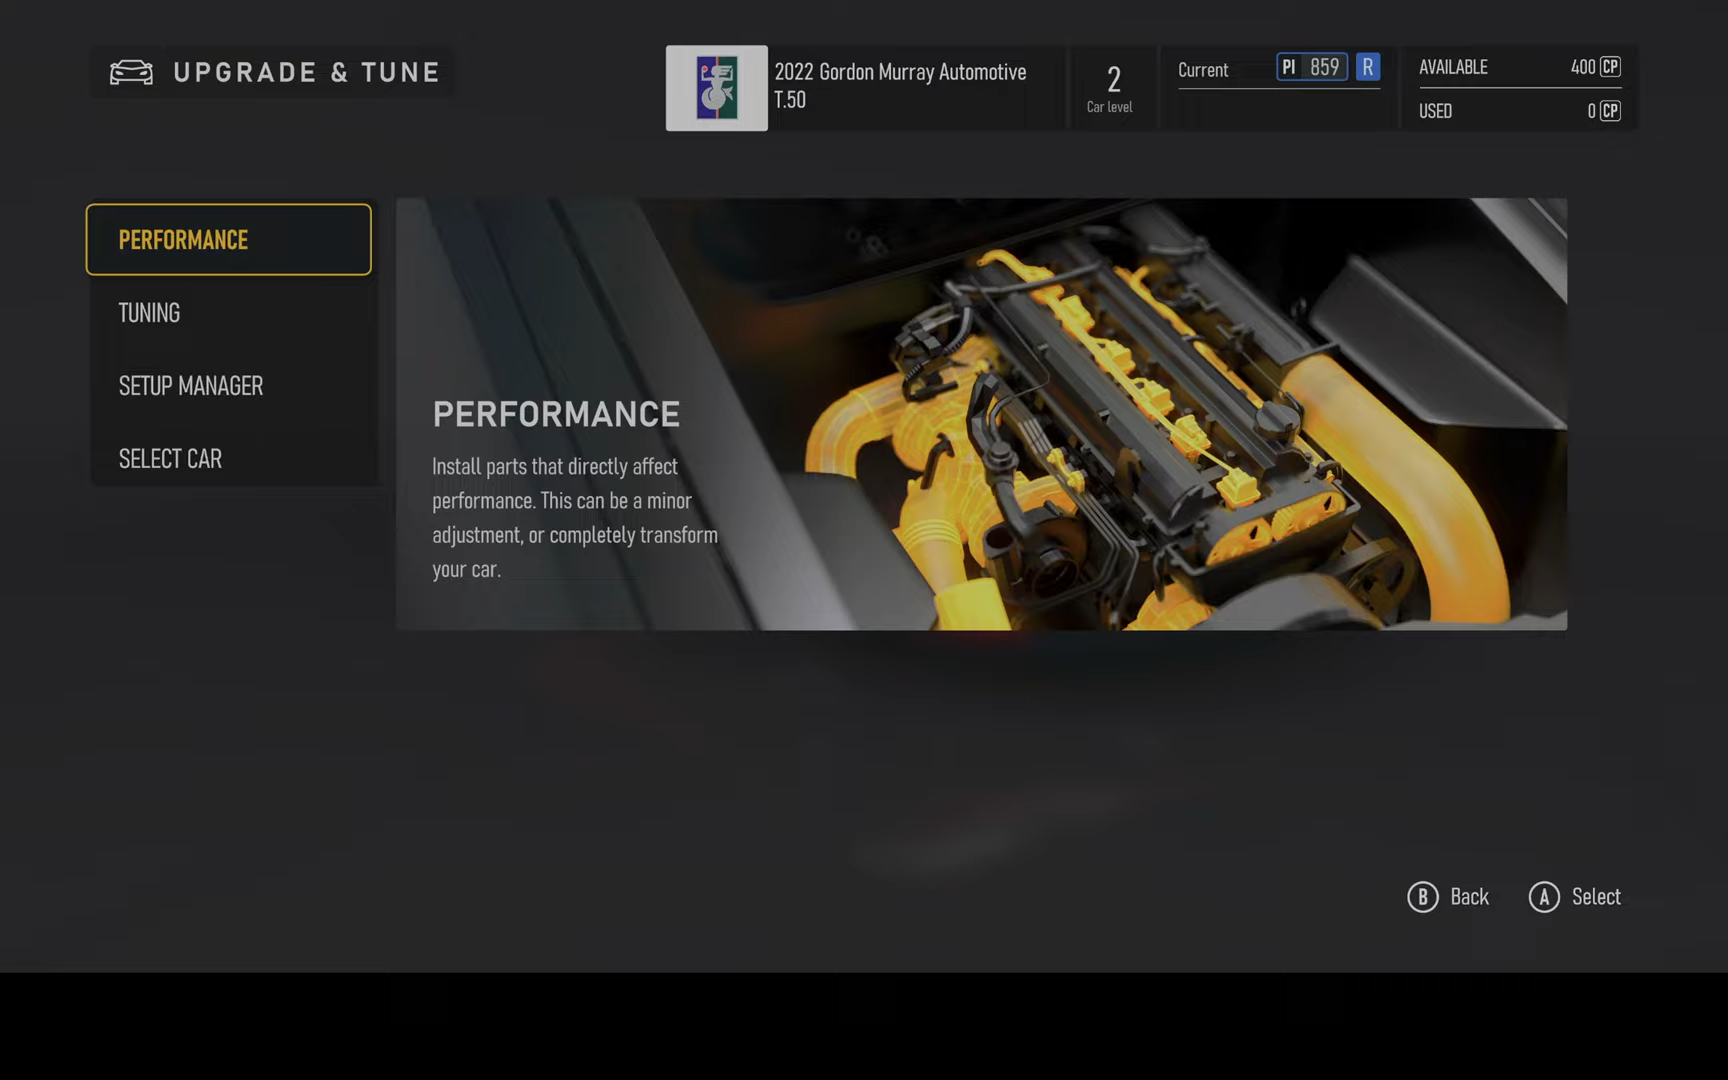 UPGRADE & TUNE
2022 Gordon Murray Automotive
T.50
2
Car level
Current PI 859 R
AVAILABLE 400 CP
USED 0 CP
PERFORMANCE
TUNING
SETUP MANAGER
SELECT CAR
PERFORMANCE
Install parts that directly affect
performance. This can be a minor
adjustment, or completely transform
your car.
B Back A Select